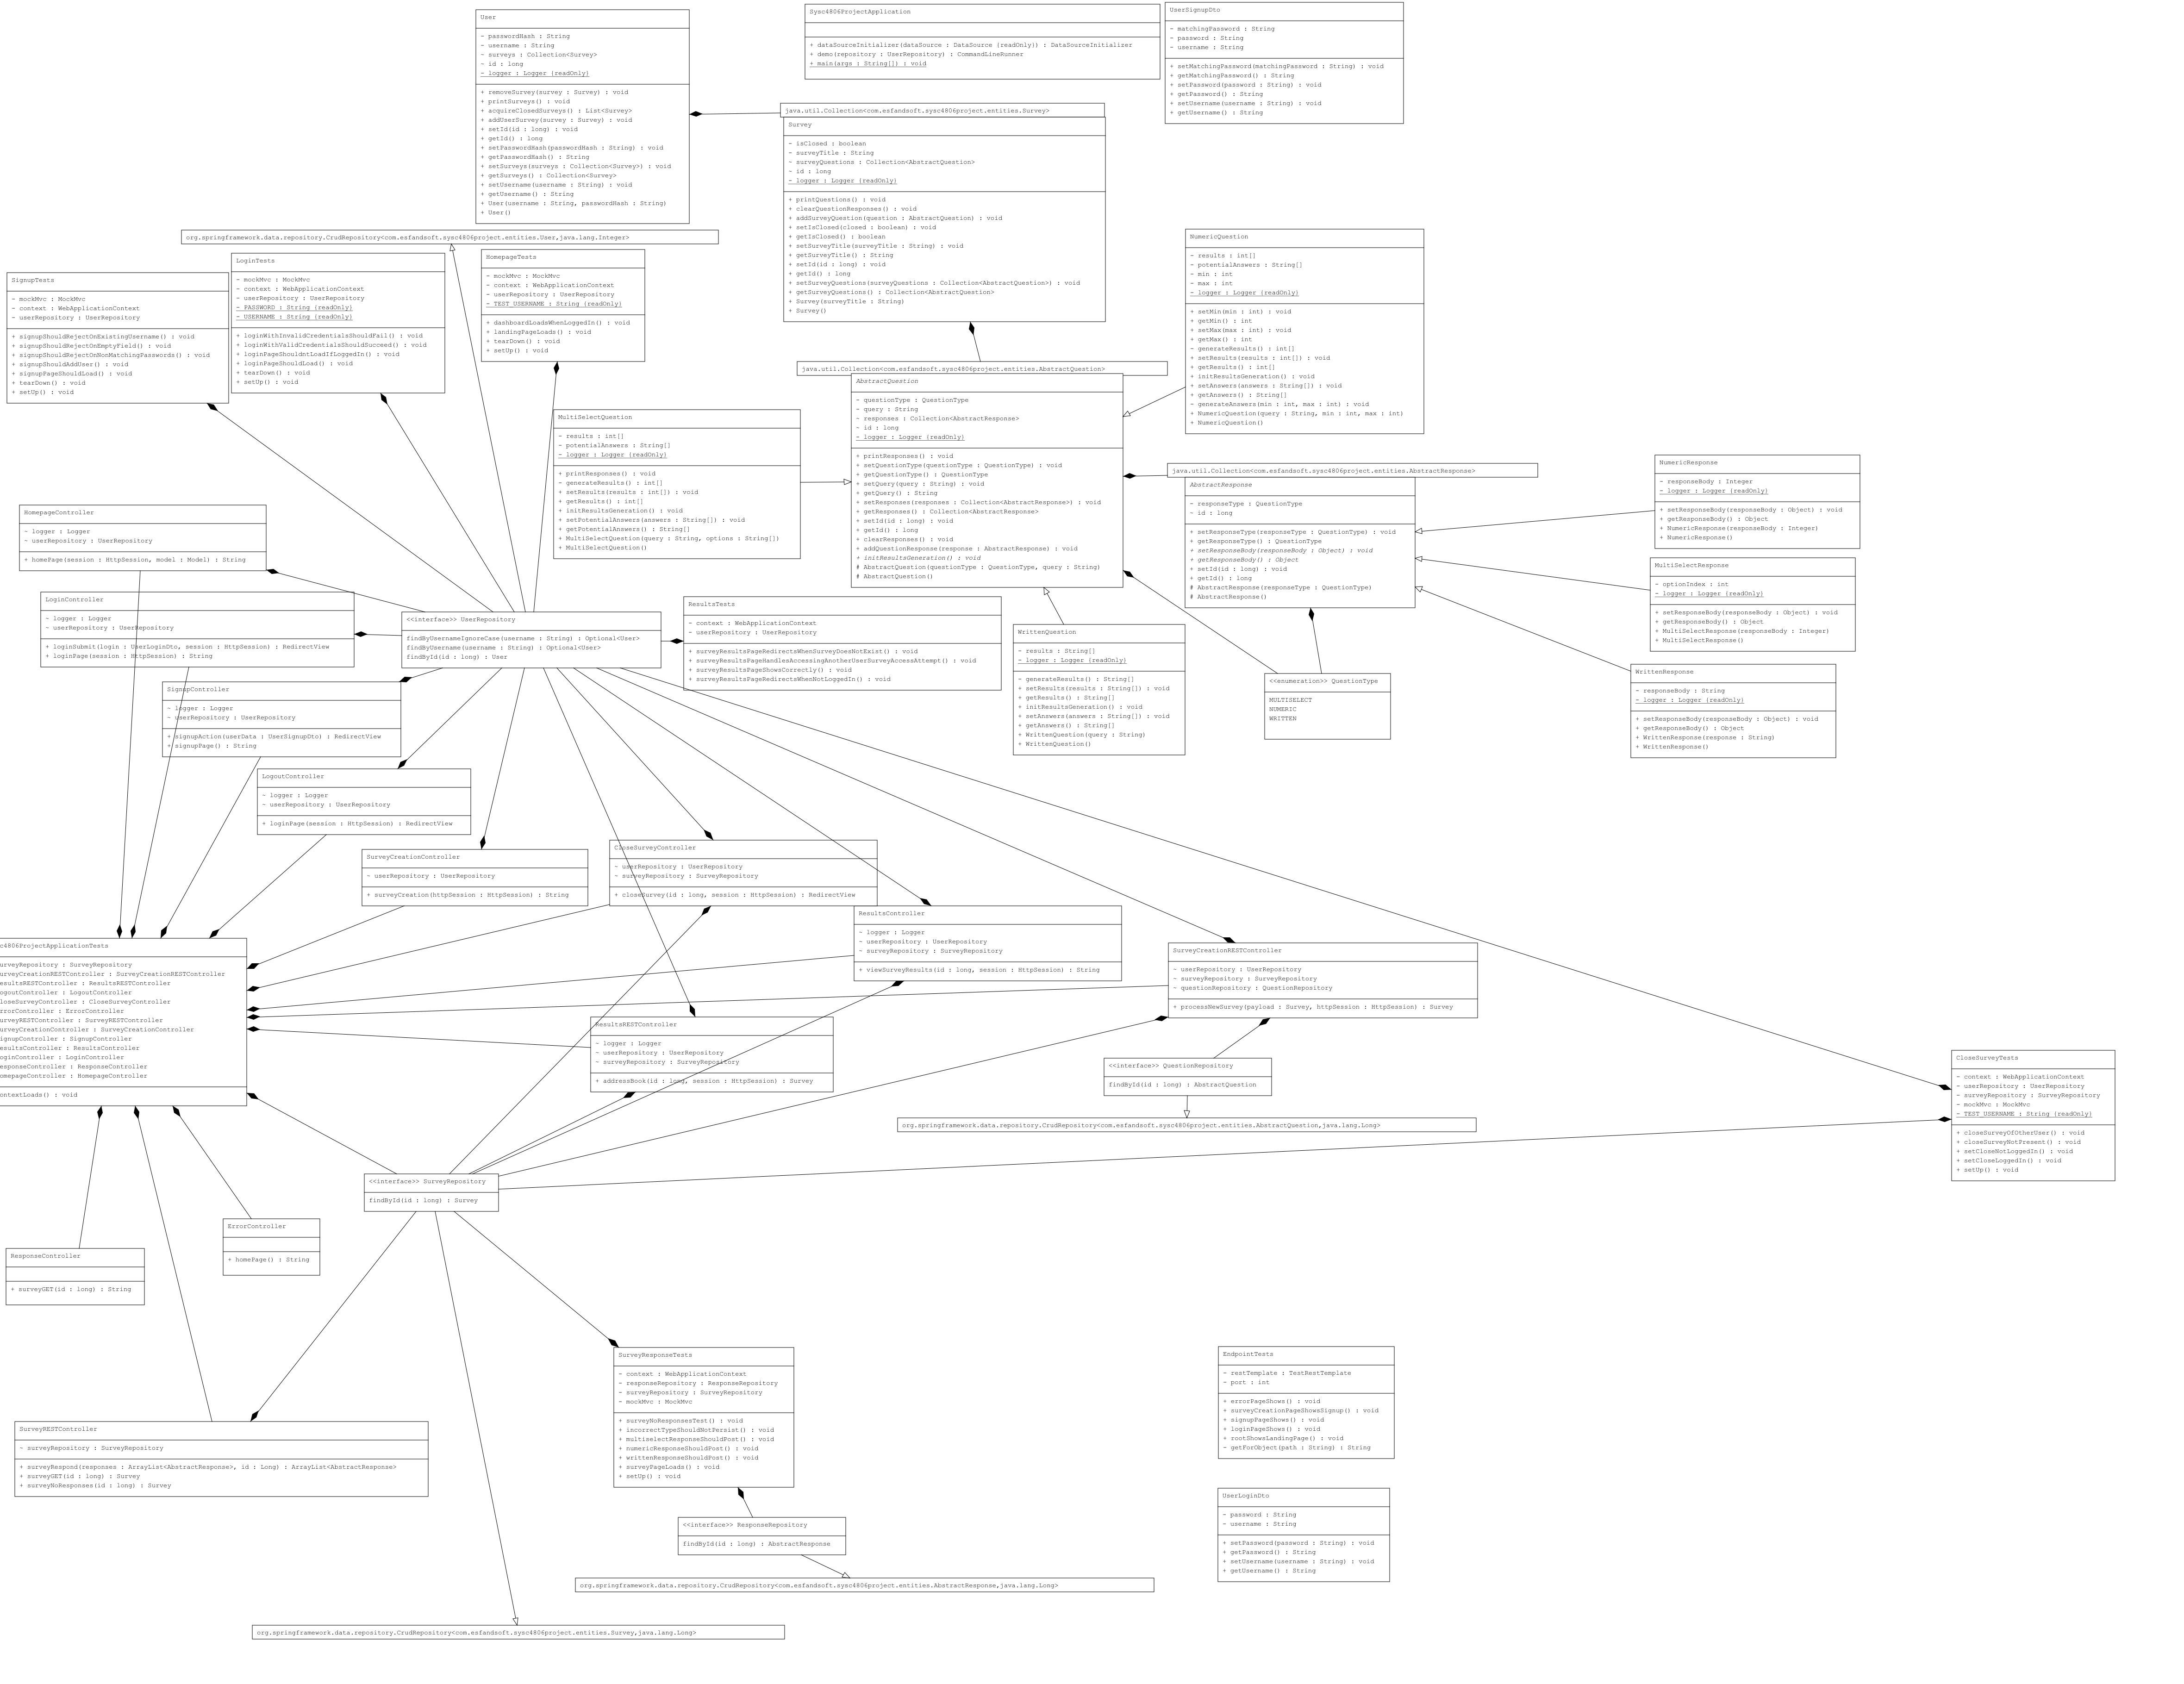 User
- passwordHash : String
- username : String
- surveys : Collection<Survey>
- id : long
- logger : Logger {readOnly}
+ removeSurvey(survey : Survey) : void
+ printSurveys() : void
+ acquireClosedSurveys() : List<Survey>
+ addUserSurvey(survey : Survey) : void
+ setId(id : long) : void
+ getId() : long
+ setPasswordHash(passwordHash : String) : void
+ getPasswordHash() : String
+ setSurveys(surveys : Collection<Survey>) : void
+ getSurveys() : Collection<Survey>
+ setUsername(username : String) : void
+ getUsername() : String
+ User(username : String, passwordHash : String)
+ User()
Sysc4806ProjectApplication
+ dataSourceInitializer(dataSource : DataSource {readOnly}) : DataSourceInitializer
+ demo(repository : UserRepository) : CommandLineRunner
+ main(args : String[]) : void
UserSignupDto
- matchingPassword : String
- password : String
- username : String
+ setMatchingPassword(matchingPassword : String) : void
+ getMatchingPassword() : String
+ setPassword(password : String) : void
+ getPassword() : String
+ setUsername(username : String) : void
+ getUsername() : String
java.util.Collection<com.esfandsoft.sysc4806project.entities.Survey>
Survey
- isClosed : boolean
- surveyTitle : String
- surveyQuestions : Collection<AbstractQuestion>
- id : long
- logger : Logger {readOnly}
+ printQuestions() : void
+ clearQuestionResponses() : void
+ addSurveyQuestion(question : AbstractQuestion) : void
+ setIsClosed(closed : boolean) : void
+ getIsClosed() : boolean
+ setSurveyTitle(surveyTitle : String) : void
+ getSurveyTitle() : String
+ setId(id : long) : void
+ getId() : long
+ setSurveyQuestions(surveyQuestions : Collection<AbstractQuestion>) : void
+ getSurveyQuestions() : Collection<AbstractQuestion>
+ Survey(surveyTitle : String)
+ Survey()
org.springframework.data.repository.CrudRepository<com.esfandsoft.sysc4806project.entities.User,java.lang.Integer>
SignupTests
- mockMvc : MockMvc
- context : WebApplicationContext
- userRepository : UserRepository
+ signupShouldRejectOnExistingUsername() : void
+ signupShouldRejectOnEmptyField() : void
+ signupShouldRejectOnNonMatchingPasswords() : void
+ signupShouldAddUser() : void
+ signupPageShouldLoad() : void
+ tearDown() : void
+ setUp() : void
LoginTests
- mockMvc : MockMvc
- context : WebApplicationContext
- userRepository : UserRepository
- PASSWORD : String {readOnly}
- USERNAME : String {readOnly}
+ loginWithInvalidCredentialsShouldFail() : void
+ loginWithValidCredentialsShouldSucceed() : void
+ loginPageShouldntLoadIfLoggedIn() : void
+ loginPageShouldLoad() : void
+ tearDown() : void
+ setUp() : void
HomepageTests
- mockMvc : MockMvc
- context : WebApplicationContext
- userRepository : UserRepository
- TEST_USERNAME : String {readOnly}
+ dashboardLoadsWhenLoggedIn() : void
+ landingPageLoads() : void
+ tearDown() : void
+ setUp() : void
NumericQuestion
- results : int[]
- potentialAnswers : String[]
- min : int
- max : int
- logger : Logger {readOnly}
+ setMin(min : int) : void
+ getMin() : int
+ setMax(max : int) : void
+ getMax() : int
- generateResults() : int[]
+ setResults(results : int[]) : void
+ getResults() : int[]
+ initResultsGeneration() : void
+ setAnswers(answers : String[]) : void
+ getAnswers() : String[]
- generateAnswers(min : int, max : int) : void
+ NumericQuestion(query : String, min : int, max : int)
+ NumericQuestion()
java.util.Collection<com.esfandsoft.sysc4806project.entities.AbstractQuestion>
AbstractQuestion
- questionType : QuestionType
- query : String
- responses : Collection<AbstractResponse>
- id : long
- logger : Logger {readOnly}
+ printResponses() : void
+ setQuestionType(questionType : QuestionType) : void
+ getQuestionType() : QuestionType
+ setQuery(query : String) : void
+ getQuery() : String
+ setResponses(responses : Collection<AbstractResponse>) : void
+ getResponses() : Collection<AbstractResponse>
+ setId(id : long) : void
+ getId() : long
+ clearResponses() : void
+ addQuestionResponse(response : AbstractResponse) : void
+ initResultsGeneration() : void
# AbstractQuestion(questionType : QuestionType, query : String)
# AbstractQuestion()
MultiSelectQuestion
- results : int[]
- potentialAnswers : String[]
- logger : Logger {readOnly}
+ printResponses() : void
- generateResults() : int[]
+ setResults(results : int[]) : void
+ getResults() : int[]
+ initResultsGeneration() : void
+ setPotentialAnswers(answers : String[]) : void
+ getPotentialAnswers() : String[]
+ MultiSelectQuestion(query : String, options : String[])
+ MultiSelectQuestion()
java.util.Collection<com.esfandsoft.sysc4806project.entities.AbstractResponse>
AbstractResponse
- responseType : QuestionType
- id : long
+ setResponseType(responseType : QuestionType) : void
+ getResponseType() : QuestionType
+ setResponseBody(responseBody : Object) : void
+ getResponseBody() : Object
+ setId(id : long) : void
+ getId() : long
# AbstractResponse(responseType : QuestionType)
# AbstractResponse()
NumericResponse
- responseBody : Integer
- logger : Logger {readOnly}
+ setResponseBody(responseBody : Object) : void
+ getResponseBody() : Object
+ NumericResponse(responseBody : Integer)
+ NumericResponse()
MultiSelectResponse
- optionIndex : int
- logger : Logger {readOnly}
+ setResponseBody(responseBody : Object) : void
+ getResponseBody() : Object
+ MultiSelectResponse(responseBody : Integer)
+ MultiSelectResponse()
WrittenResponse
- responseBody : String
- logger : Logger {readOnly}
+ setResponseBody(responseBody : Object) : void
+ getResponseBody() : Object
+ WrittenResponse(response : String)
+ WrittenResponse()
HomepageController
- logger : Logger
- userRepository : UserRepository
+ homePage(session : HttpSession, model : Model) : String
LoginController
- logger : Logger
- userRepository : UserRepository
+ loginSubmit(login : UserLoginDto, session : HttpSession) : RedirectView
+ loginPage(session : HttpSession) : String
<<interface>> UserRepository
findByUsernameIgnoreCase(username : String) : Optional<User>
findByUsername(username : String) : Optional<User>
findById(id : long) : User
ResultsTests
- context : WebApplicationContext
- userRepository : UserRepository
+ surveyResultsPageRedirectsWhenSurveyDoesNotExist() : void
+ surveyResultsPageHandlesAccessingAnotherUserSurveyAccessAttempt() : void
+ surveyResultsPageShowsCorrectly() : void
+ surveyResultsPageRedirectsWhenNotLoggedIn() : void
WrittenQuestion
- results : String[]
- logger : Logger {readOnly}
- generateResults() : String[]
+ setResults(results : String[]) : void
+ getResults() : String[]
+ initResultsGeneration() : void
+ setAnswers(answers : String[]) : void
+ getAnswers() : String[]
+ WrittenQuestion(query : String)
+ WrittenQuestion()
<<enumeration>> QuestionType
MULTISELECT
NUMERIC
WRITTEN
SignupController
- logger : Logger
- userRepository : UserRepository
+ signupAction(userData : UserSignupDto) : RedirectView
+ signupPage() : String
LogoutController
- logger : Logger
- userRepository : UserRepository
+ loginPage(session : HttpSession) : RedirectView
SurveyCreationController
- userRepository : UserRepository
+ surveyCreation(httpSession : HttpSession) : String
CloseSurveyController
- userRepository : UserRepository
- surveyRepository : SurveyRepository
+ closeSurvey(id : long, session : HttpSession) : RedirectView
ResultsController
- logger : Logger
- userRepository : UserRepository
- surveyRepository : SurveyRepository
+ viewSurveyResults(id : long, session : HttpSession) : String
c4806ProjectApplicationTests
urveyRepository : SurveyRepository
urveyCreationRESTController : SurveyCreationRESTController
esultsRESTController : ResultsRESTController
ogoutController : LogoutController
loseSurveyController : CloseSurveyController
rrorController : ErrorController
urveyRESTController : SurveyRESTController
urveyCreationController : SurveyCreationController
ignupController : SignupController
esultsController : ResultsController
oginController : LoginController
esponseController : ResponseController
omepageController : HomepageController
ontextLoads() : void
SurveyCreationRESTController
- userRepository : UserRepository
- surveyRepository : SurveyRepository
- questionRepository : QuestionRepository
+ processNewSurvey(payload : Survey, httpSession : HttpSession) : Survey
ResultsRESTController
- logger : Logger
- userRepository : UserRepository
- surveyRepository : SurveyRepository
+ addressBook(id : long, session : HttpSession) : Survey
<<interface>> QuestionRepository
findById(id : long) : AbstractQuestion
org.springframework.data.repository.CrudRepository<com.esfandsoft.sysc4806project.entities.AbstractQuestion,java.lang.Long>
CloseSurveyTests
- context : WebApplicationContext
- userRepository : UserRepository
- surveyRepository : SurveyRepository
- mockMvc : MockMvc
- TEST_USERNAME : String {readOnly}
+ closeSurveyOfOtherUser() : void
+ closeSurveyNotPresent() : void
+ setCloseNotLoggedIn() : void
+ setCloseLoggedIn() : void
+ setUp() : void
<<interface>> SurveyRepository
findById(id : long) : Survey
ErrorController
+ homePage() : String
ResponseController
+ surveyGET(id : long) : String
SurveyRESTController
- surveyRepository : SurveyRepository
+ surveyRespond(responses : ArrayList<AbstractResponse>, id : Long) : ArrayList<AbstractResponse>
+ surveyGET(id : long) : Survey
+ surveyNoResponses(id : long) : Survey
SurveyResponseTests
- context : WebApplicationContext
- responseRepository : ResponseRepository
- surveyRepository : SurveyRepository
- mockMvc : MockMvc
+ surveyNoResponsesTest() : void
+ incorrectTypeShouldNotPersist() : void
+ multiselectResponseShouldPost() : void
+ numericResponseShouldPost() : void
+ writtenResponseShouldPost() : void
+ surveyPageLoads() : void
+ setUp() : void
EndpointTests
- restTemplate : TestRestTemplate
- port : int
+ errorPageShows() : void
+ surveyCreationPageShowsSignup() : void
+ signupPageShows() : void
+ loginPageShows() : void
+ rootShowsLandingPage() : void
- getForObject(path : String) : String
UserLoginDto
- password : String
- username : String
+ setPassword(password : String) : void
+ getPassword() : String
+ setUsername(username : String) : void
+ getUsername() : String
<<interface>> ResponseRepository
findById(id : long) : AbstractResponse
org.springframework.data.repository.CrudRepository<com.esfandsoft.sysc4806project.entities.AbstractResponse,java.lang.Long>
org.springframework.data.repository.CrudRepository<com.esfandsoft.sysc4806project.entities.Survey,java.lang.Long>